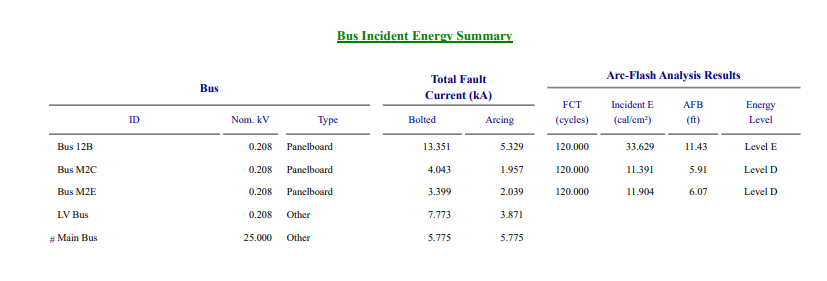 Bus Incident Energy Summary
Bus
Total Fault Current (kA)
Arc-Flash Analysis Results
ID Nom. kV Type Bolted Arcing FCT (cycles) Incident E (cal/cm²) AFB (ft) Energy Level
Bus 12B 0.208 Panelboard 13.351 5.329 120.000 33.629 11.43 Level E
Bus M2C 0.208 Panelboard 4.043 1.957 120.000 11.391 5.91 Level D
Bus M2E 0.208 Panelboard 3.399 2.039 120.000 11.904 6.07 Level D
LV Bus 0.208 Other 7.773 3.871
# Main Bus 25.000 Other 5.775 5.775